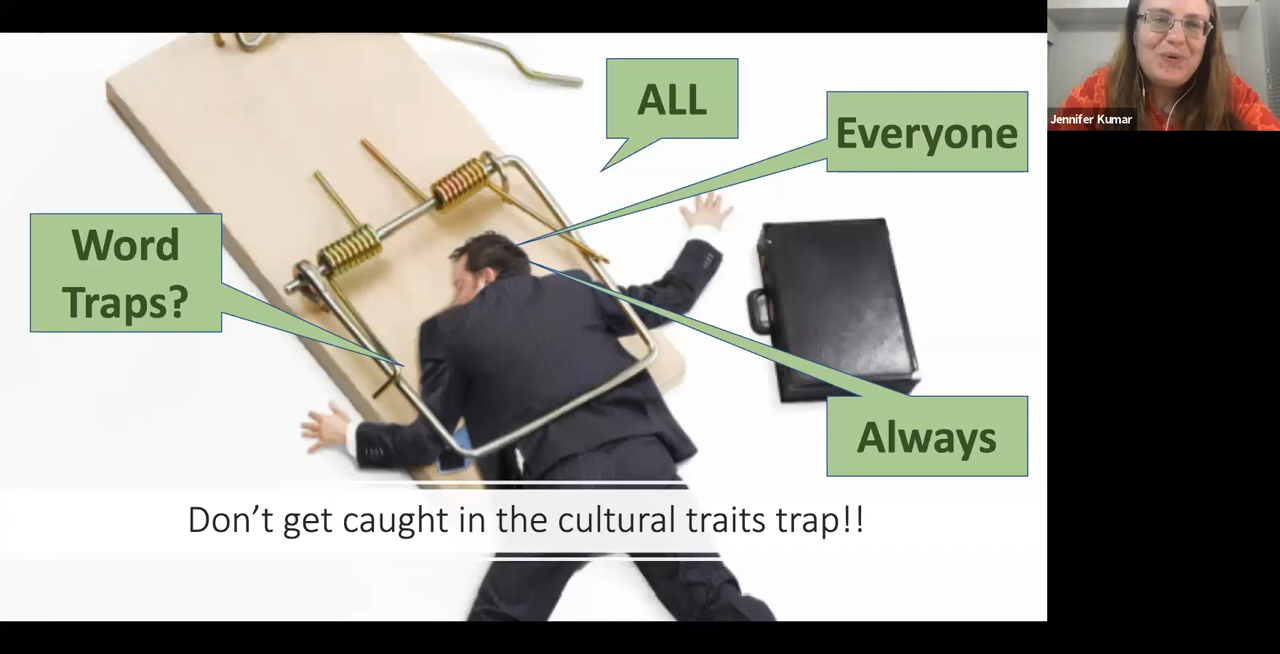 ALL
Everyone
Word
Traps?
Always
Don’t get caught in the cultural traits trap!!
Jennifer Kumar